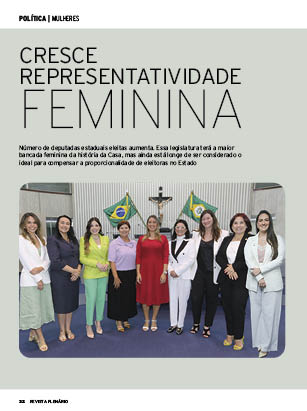 POLÍTICA | MULHERES
CRESCE
REPRESENTATIVIDADE
FEMININA
Número de deputadas estaduais eleitas aumenta. Essa legislatura terá a maior
bancada feminina da história da Casa, mas ainda está longe de ser considerado o
ideal para compensar a proporcionalidade de eleitoras no Estado
32 REVISTA PLENÁRIO